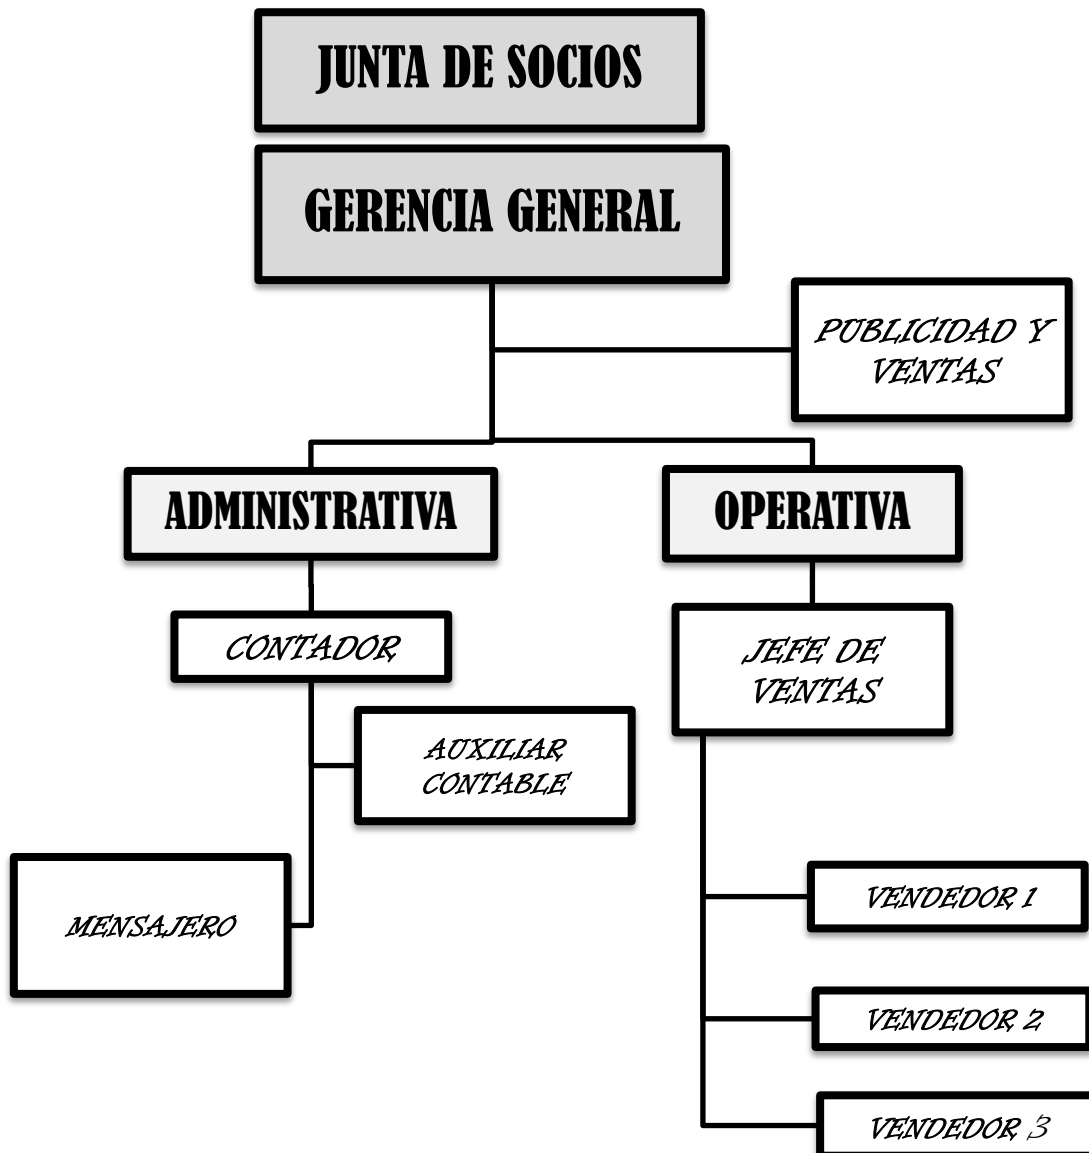 JUNTA DE SOCIOS
GERENCIA GENERAL
PUBLICIDAD Y
VENTAS
ADMINISTRATIVA
OPERATIVA
CONTADOR
JEFE DE
VENTAS
AUXILIAR
CONTABLE
MENSAJERO
VENDEDOR 1
VENDEDOR 2
VENDEDOR 3